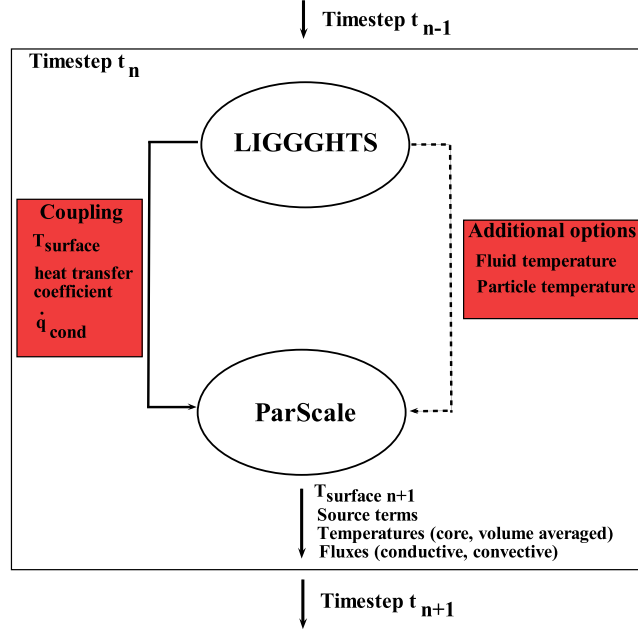 Timestep t n-1
Timestep t n
LIGGGHTS
Coupling
T surface
heat transfer
coefficient
q̇ cond
Additional options
Fluid temperature
Particle temperature
ParScale
T surface n+1
Source terms
Temperatures (core, volume averaged)
Fluxes (conductive, convective)
Timestep t n+1